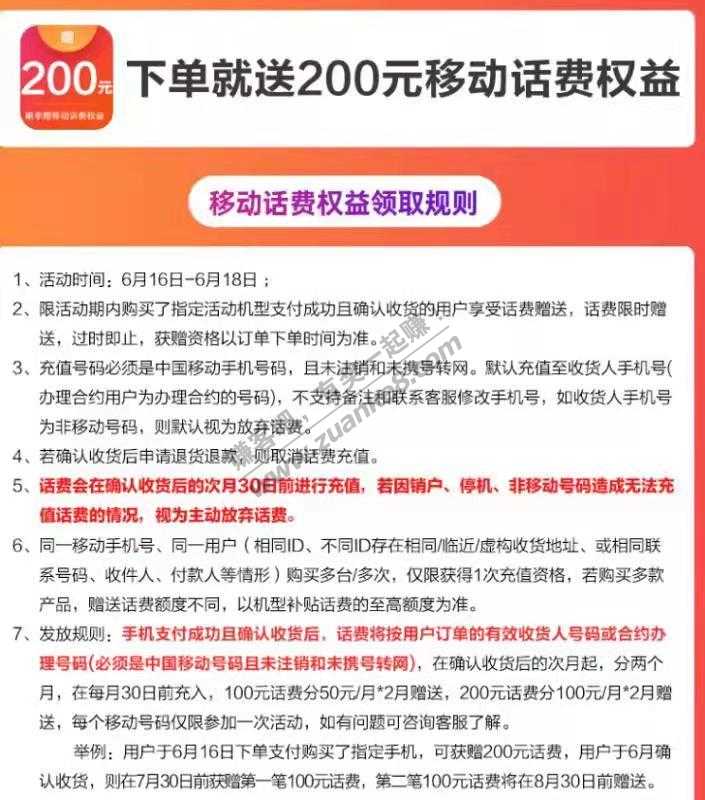 赠
200元
限享赠移动话费权益
下单就送200元移动话费权益
移动话费权益领取规则
1、活动时间：6月16日-6月18日；
2、限活动期内购买了指定活动机型支付成功且确认收货的用户享受话费赠送，话费限时赠
送，过时即止，获赠资格以订单下单时间为准。
3、充值号码必须是中国移动手机号码，且未注销和未携号转网。默认充值至收货人手机号(
办理合约用户为办理合约的号码)，不支持备注和联系客服修改手机号，如收货人手机号
为非移动号码，则默认视为放弃话费。
4、若确认收货后申请退货退款，则取消话费充值。
5、话费会在确认收货后的次月30日前进行充值，若因销户、停机、非移动号码造成无法充
值话费的情况，视为主动放弃话费。
6、同一移动手机号、同一用户（相同ID、不同ID存在相同/临近/虚构收货地址、或相同联
系号码、收件人、付款人等情形）购买多台/多次，仅限获得1次充值资格，若购买多款
产品，赠送话费额度不同，以机型补贴话费的至高额度为准。
7、发放规则：手机支付成功且确认收货后，话费将按用户订单的有效收货人号码或合约办
理号码(必须是中国移动号码且未注销和未携号转网)，在确认收货后的次月起，分两个
月，在每月30日前充入，100元话费分50元/月*2月赠送，200元话费分100元/月*2月赠
送，每个移动号码仅限参加一次活动，如有问题可咨询客服了解。
举例：用户于6月16日下单支付购买了指定手机，可获赠200元话费，用户于6月确
认收货，则在7月30日前获赠第一笔100元话费，第二笔100元话费将在8月30日前赠送。
赚客吧，有奖一起赚！
www.zuanke8.com